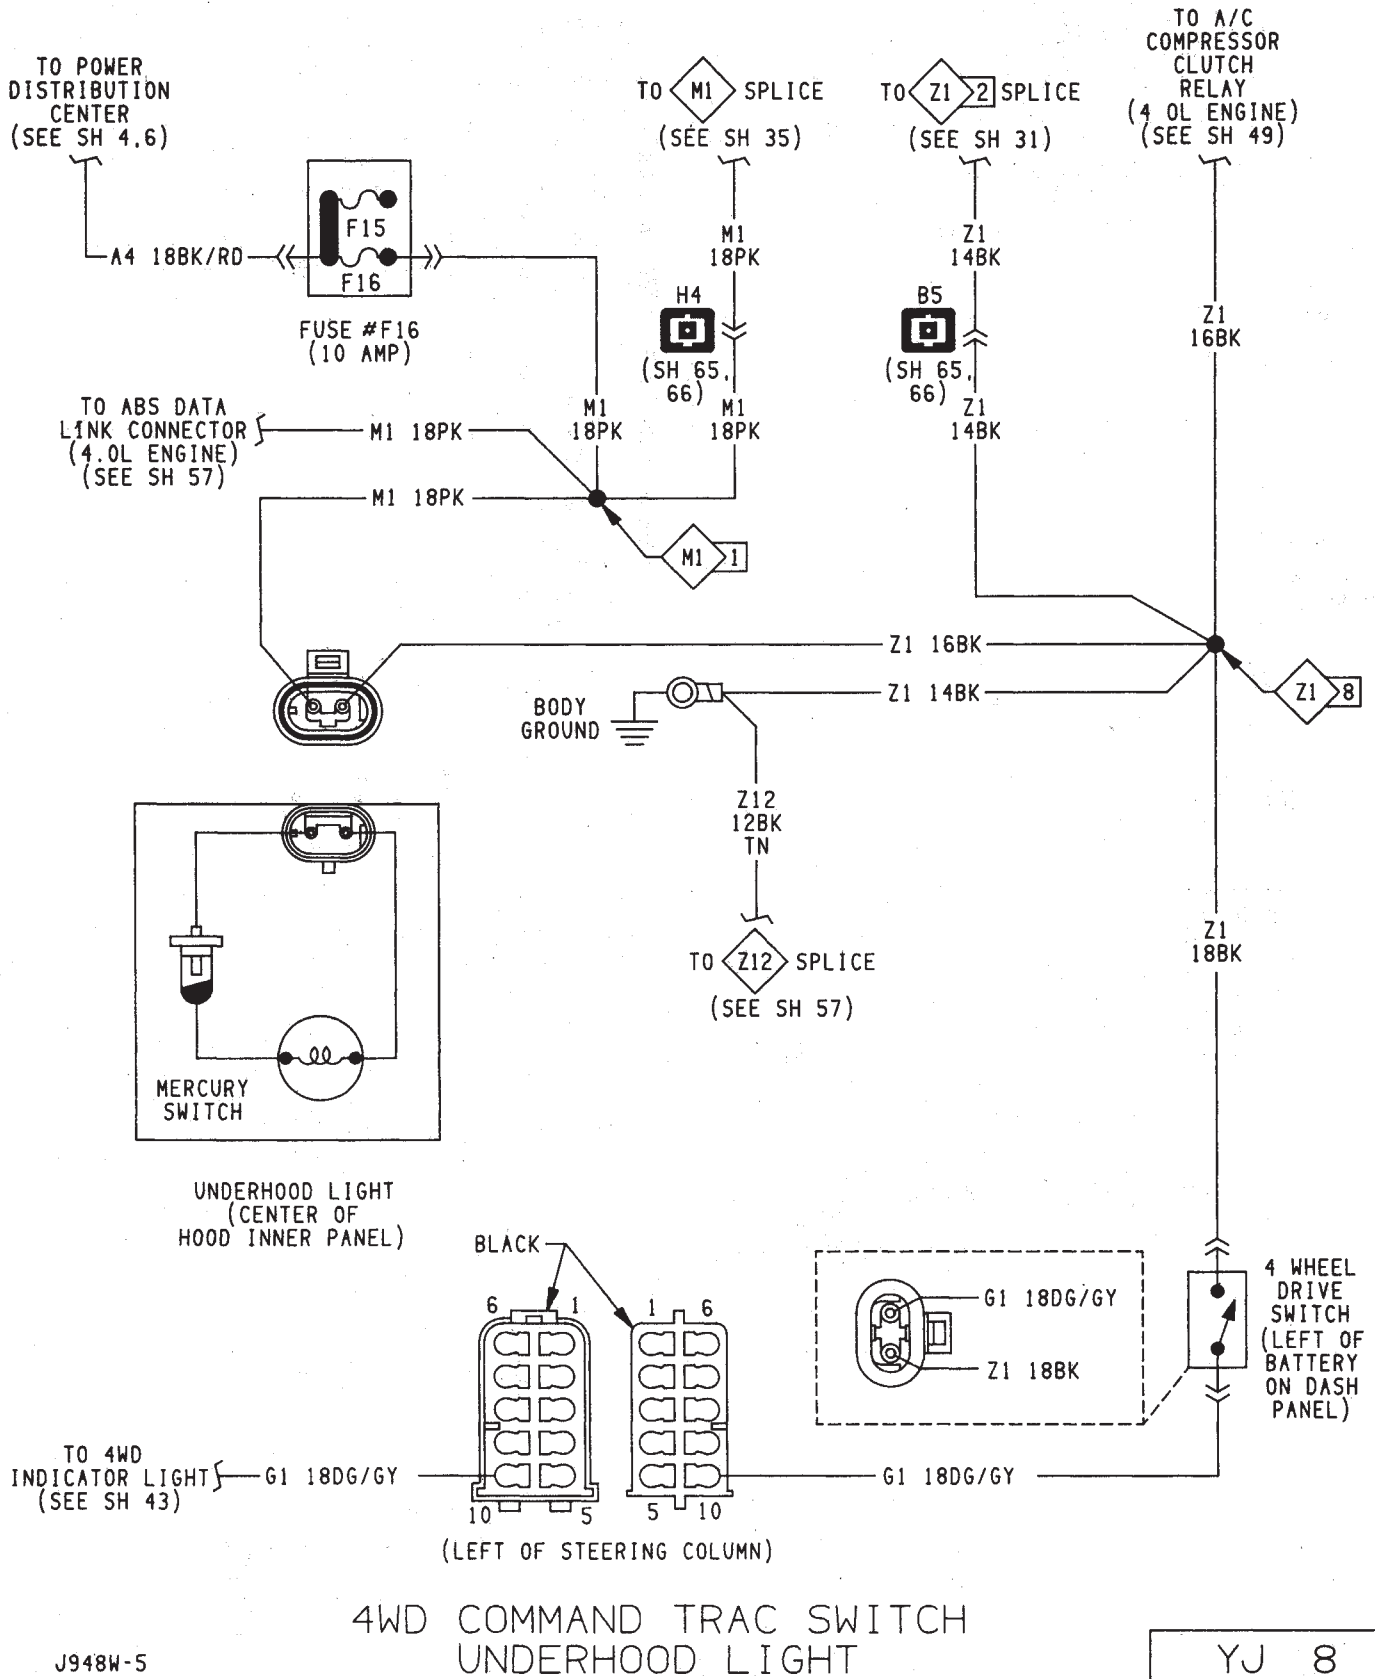 TO POWER
DISTRIBUTION
CENTER
(SEE SH 4,6)
TO M1 SPLICE
(SEE SH 35)
TO Z1 2 SPLICE
(SEE SH 31)
TO A/C
COMPRESSOR
CLUTCH
RELAY
(4 OL ENGINE)
(SEE SH 49)
A4 18BK/RD
F15
F16
FUSE #F16
(10 AMP)
M1
18PK
Z1
14BK
H4
(SH 65,
66)
B5
(SH 65,
66)
Z1
16BK
TO ABS DATA
LINK CONNECTOR
(4.OL ENGINE)
(SEE SH 57)
M1 18PK
M1
18PK
M1
18PK
Z1
14BK
M1 18PK
M1 1
Z1 16BK
Z1 14BK
Z1 8
BODY
GROUND
Z12
12BK
TN
TO Z12 SPLICE
(SEE SH 57)
Z1
18BK
MERCURY
SWITCH
UNDERHOOD LIGHT
(CENTER OF
HOOD INNER PANEL)
BLACK
6 1
1 6
G1 18DG/GY
Z1 18BK
4 WHEEL
DRIVE
SWITCH
(LEFT OF
BATTERY
ON DASH
PANEL)
TO 4WD
INDICATOR LIGHT
(SEE SH 43)
G1 18DG/GY
G1 18DG/GY
10 5
5 10
(LEFT OF STEERING COLUMN)
4WD COMMAND TRAC SWITCH
UNDERHOOD LIGHT
J948W-5
YJ 8